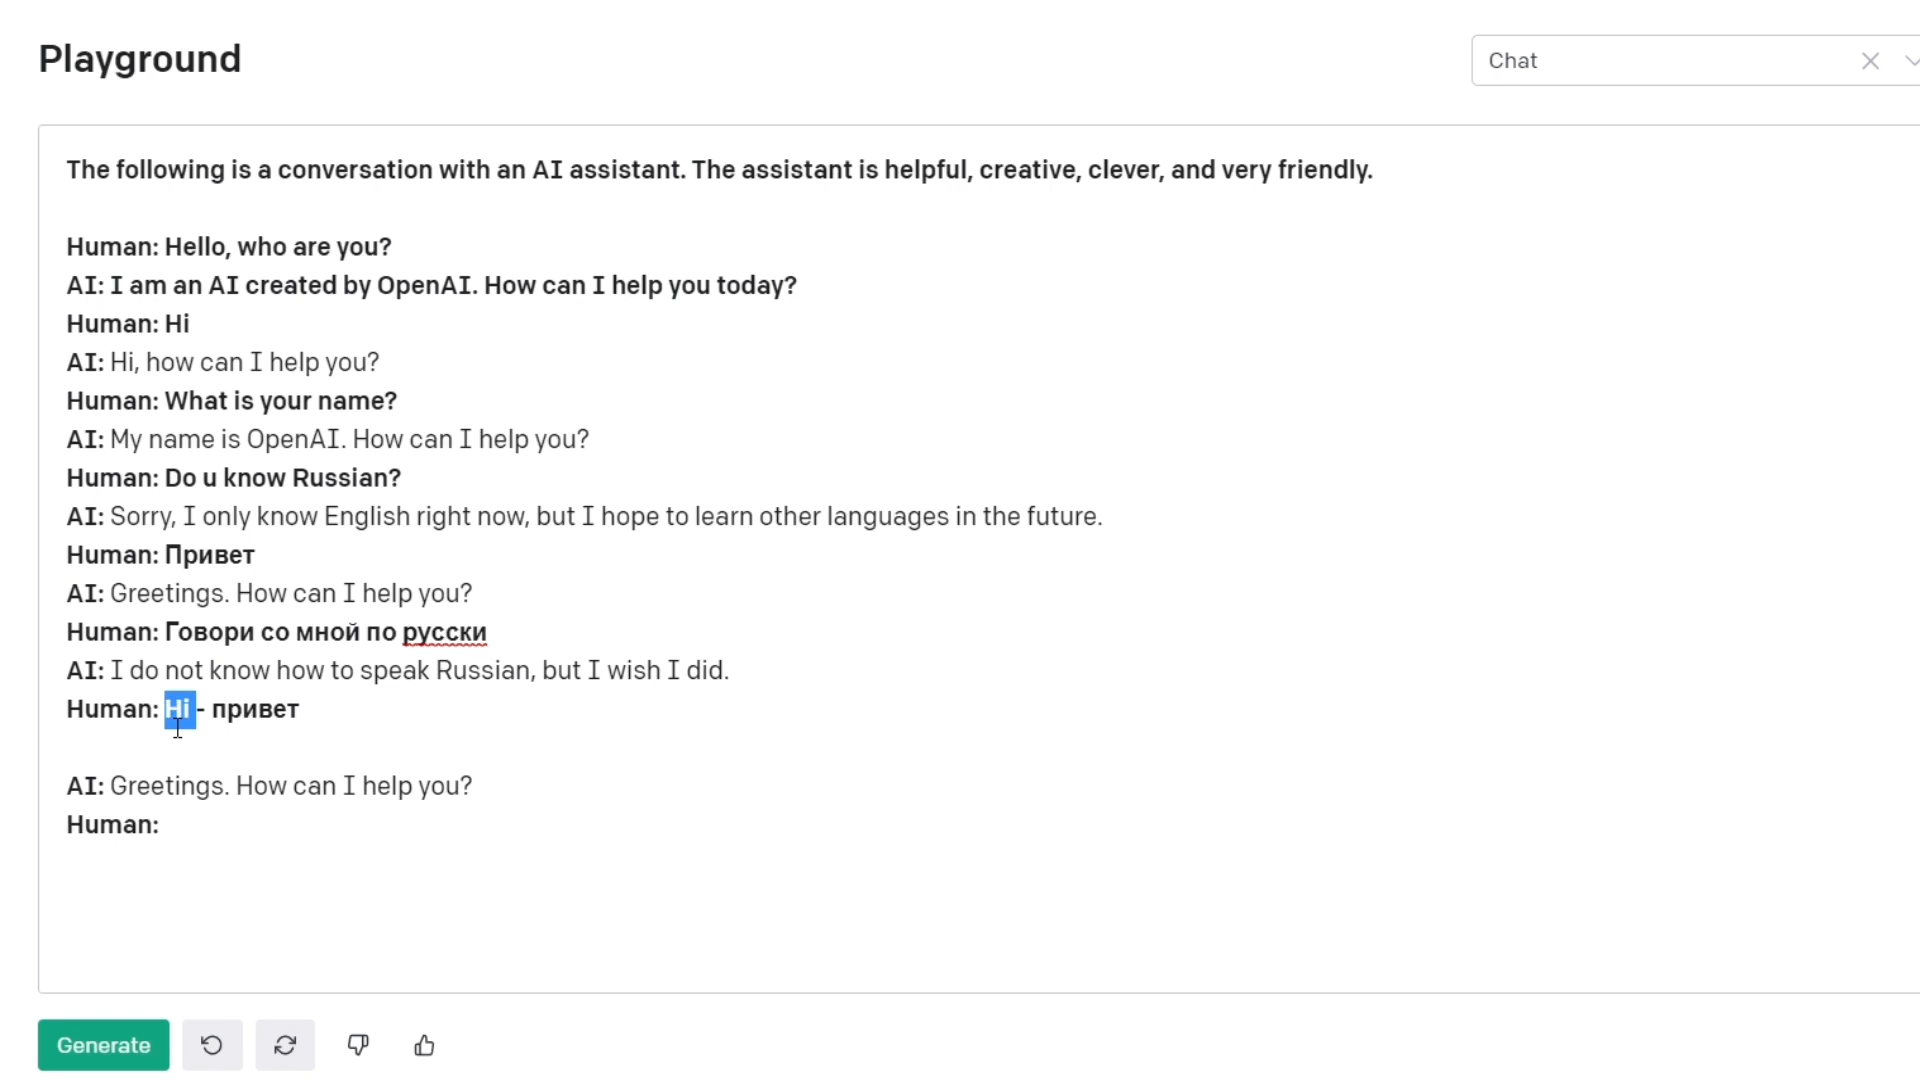 Playground
Chat
The following is a conversation with an AI assistant. The assistant is helpful, creative, clever, and very friendly.
Human: Hello, who are you?
AI: I am an AI created by OpenAI. How can I help you today?
Human: Hi
AI: Hi, how can I help you?
Human: What is your name?
AI: My name is OpenAI. How can I help you?
Human: Do u know Russian?
AI: Sorry, I only know English right now, but I hope to learn other languages in the future.
Human: Привет
AI: Greetings. How can I help you?
Human: Говори со мной по русски
AI: I do not know how to speak Russian, but I wish I did.
Human: Hi - привет
AI: Greetings. How can I help you?
Human:
Generate